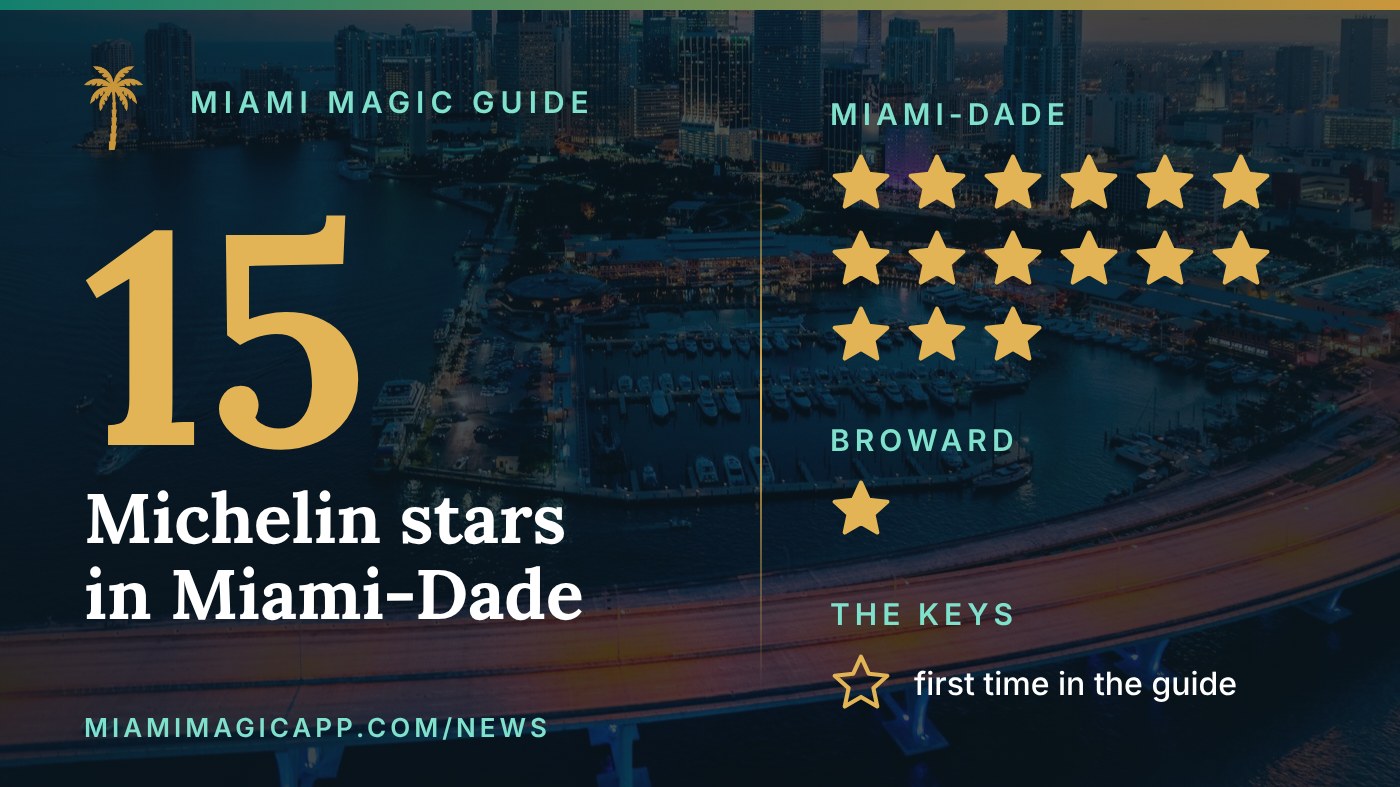 MIAMI MAGIC GUIDE
15
Michelin stars
in Miami-Dade
MIAMIMAGICAPP.COM/NEWS
MIAMI-DADE
BROWARD
THE KEYS
first time in the guide